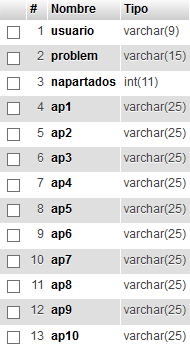 # Nombre Tipo
1 usuario varchar(9)
2 problem varchar(15)
3 napartados int(11)
4 ap1 varchar(25)
5 ap2 varchar(25)
6 ap3 varchar(25)
7 ap4 varchar(25)
8 ap5 varchar(25)
9 ap6 varchar(25)
10 ap7 varchar(25)
11 ap8 varchar(25)
12 ap9 varchar(25)
13 ap10 varchar(25)